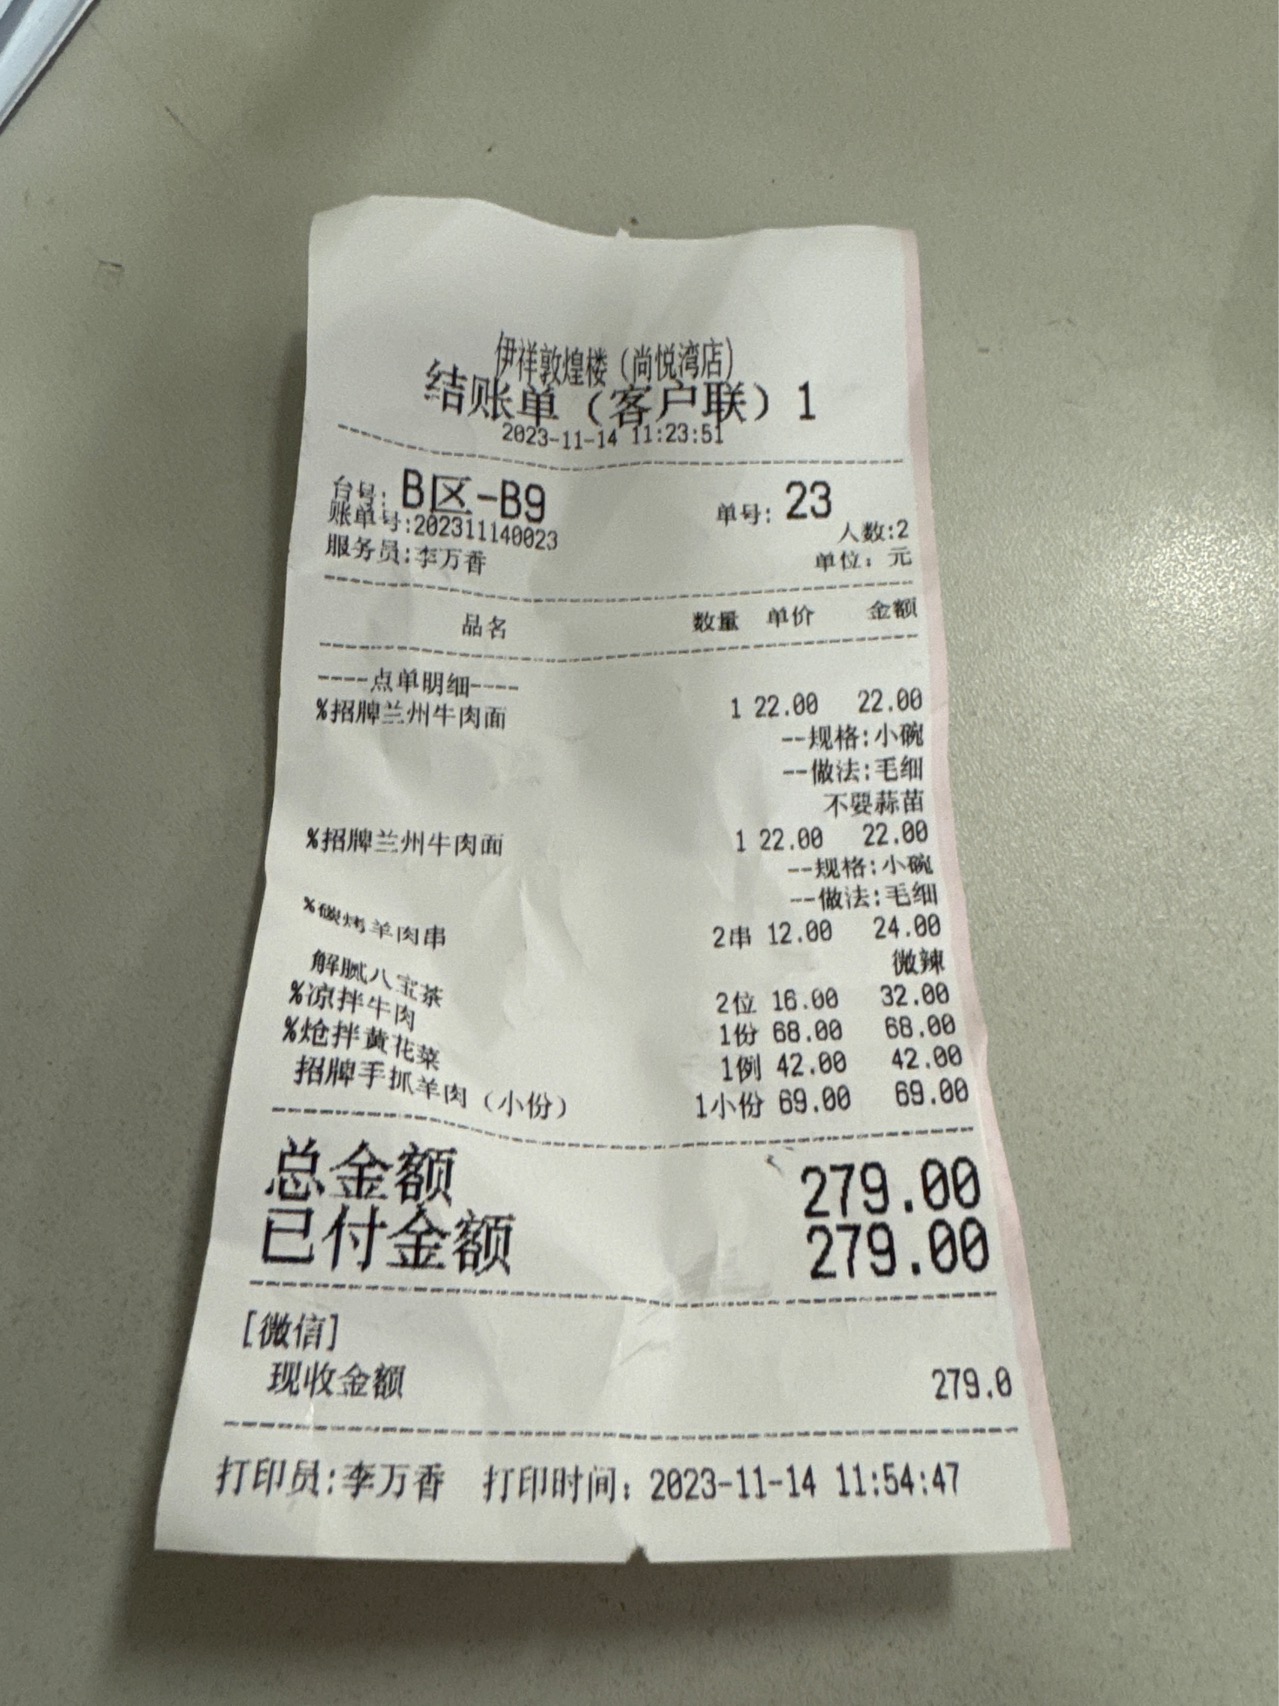 伊祥敦煌楼（尚悦湾店）
结账单（客户联）1
2023-11-14 11:23:51
台号: B区-B9 单号: 23
账单号:202311140023 人数:2
服务员:李万香 单位：元
品名 数量 单价 金额
----点单明细----
%招牌兰州牛肉面 1 22.00 22.00
--规格:小碗
--做法:毛细
不要蒜苗
%招牌兰州牛肉面 1 22.00 22.00
--规格:小碗
--做法:毛细
%碳烤羊肉串 2串 12.00 24.00
微辣
解腻八宝茶 2位 16.00 32.00
%凉拌牛肉 1份 68.00 68.00
%炝拌黄花菜 1例 42.00 42.00
招牌手抓羊肉（小份） 1小份 69.00 69.00
总金额 279.00
已付金额 279.00
[微信]
现收金额 279.0
打印员:李万香 打印时间：2023-11-14 11:54:47